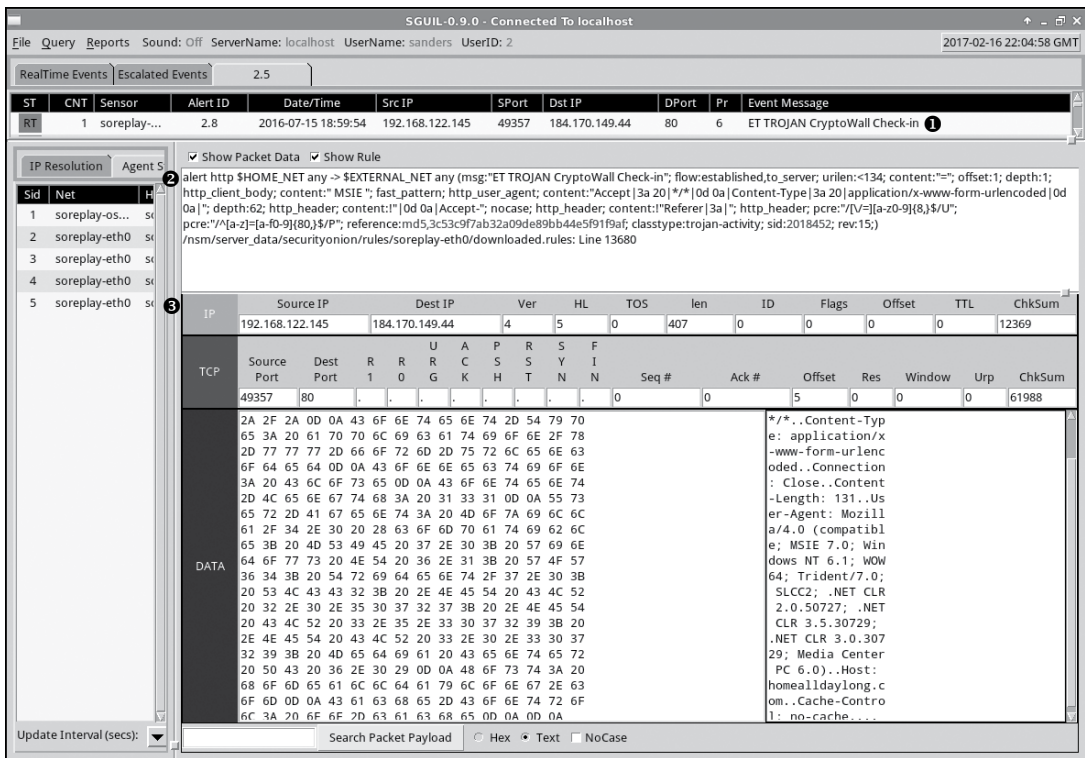 SGUIL-0.9.0 - Connected To localhost
File Query Reports Sound: Off ServerName: localhost UserName: sanders UserID: 2
2017-02-16 22:04:58 GMT
RealTime Events Escalated Events 2.5
ST CNT Sensor Alert ID Date/Time Src IP SPort Dst IP DPort Pr Event Message
RT 1 soreplay-... 2.8 2016-07-15 18:59:54 192.168.122.145 49357 184.170.149.44 80 6 ET TROJAN CryptoWall Check-in ❶
IP Resolution Agent S
Sid Net H
1 soreplay-os... so
2 soreplay-eth0 so
3 soreplay-eth0 so
4 soreplay-eth0 so
5 soreplay-eth0 so
Update Interval (secs):
Show Packet Data Show Rule
❷
alert http $HOME_NET any -> $EXTERNAL_NET any (msg:"ET TROJAN CryptoWall Check-in"; flow:established,to_server; urilen:<134; content:"="; offset:1; depth:1;
http_client_body; content:" MSIE "; fast_pattern; http_user_agent; content:"Accept|3a 20|*/*|0d 0a|Content-Type|3a 20|application/x-www-form-urlencoded|0d
0a|"; depth:62; http_header; content:!"|0d 0a|Accept-"; nocase; http_header; content:!"Referer|3a|"; http_header; pcre:"/[\/=][a-z0-9]{8,}$/U";
pcre:"/^[a-z]=[a-f0-9]{80,}$/P"; reference:md5,3c53c9f7ab32a09de89bb44e5f91f9af; classtype:trojan-activity; sid:2018452; rev:15;)
/nsm/server_data/securityonion/rules/soreplay-eth0/downloaded.rules: Line 13680
❸
IP
Source IP Dest IP Ver HL TOS len ID Flags Offset TTL ChkSum
192.168.122.145 184.170.149.44 4 5 0 407 0 0 0 0 12369
TCP
U A P R S F
Source Dest R R R C S S Y I
Port Port 1 0 G K H T N N Seq # Ack # Offset Res Window Urp ChkSum
49357 80 . . . . . . . . 0 0 5 0 0 0 61988
DATA
2A 2F 2A 0D 0A 43 6F 6E 74 65 6E 74 2D 54 79 70 */*..Content-Typ
65 3A 20 61 70 70 6C 69 63 61 74 69 6F 6E 2F 78 e: application/x
2D 77 77 77 2D 66 6F 72 6D 2D 75 72 6C 65 6E 63 -www-form-urlenc
6F 64 65 64 0D 0A 43 6F 6E 6E 65 63 74 69 6F 6E oded..Connection
3A 20 43 6C 6F 73 65 0D 0A 43 6F 6E 74 65 6E 74 : Close..Content
2D 4C 65 6E 67 74 68 3A 20 31 33 31 0D 0A 55 73 -Length: 131..Us
65 72 2D 41 67 65 6E 74 3A 20 4D 6F 7A 69 6C 6C er-Agent: Mozill
61 2F 34 2E 30 20 28 63 6F 6D 70 61 74 69 62 6C a/4.0 (compatibl
65 3B 20 4D 53 49 45 20 37 2E 30 3B 20 57 69 6E e; MSIE 7.0; Win
64 6F 77 73 20 4E 54 20 36 2E 31 3B 20 57 4F 57 dows NT 6.1; WOW
36 34 3B 20 54 72 69 64 65 6E 74 2F 37 2E 30 3B 64; Trident/7.0;
20 53 4C 43 43 32 3B 20 2E 4E 45 54 20 43 4C 52 SLCC2; .NET CLR
20 32 2E 30 2E 35 30 37 32 37 3B 20 2E 4E 45 54 2.0.50727; .NET
20 43 4C 52 20 33 2E 35 2E 33 30 37 32 39 3B 20 CLR 3.5.30729;
2E 4E 45 54 20 43 4C 52 20 33 2E 30 2E 33 30 37 .NET CLR 3.0.307
32 39 3B 20 4D 65 64 69 61 20 43 65 6E 74 65 72 29; Media Center
20 50 43 20 36 2E 30 29 0D 0A 48 6F 73 74 3A 20 PC 6.0)..Host:
68 6F 6D 65 61 6C 6C 64 61 79 6C 6F 6E 67 2E 63 homealldaylong.c
6F 6D 0D 0A 43 61 63 68 65 2D 43 6F 6E 74 72 6F om..Cache-Contro
6C 3A 20 6E 6F 2D 63 61 63 68 65 0D 0A 0D 0A l: no-cache....
Search Packet Payload Hex Text NoCase